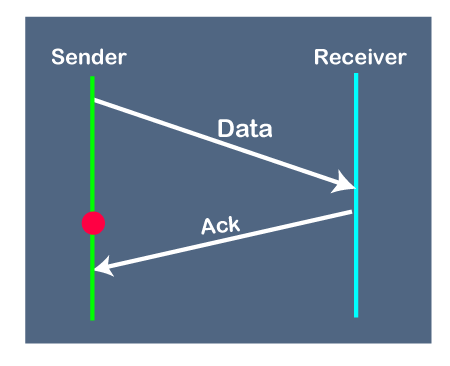 Sender
Receiver
Data
Ack